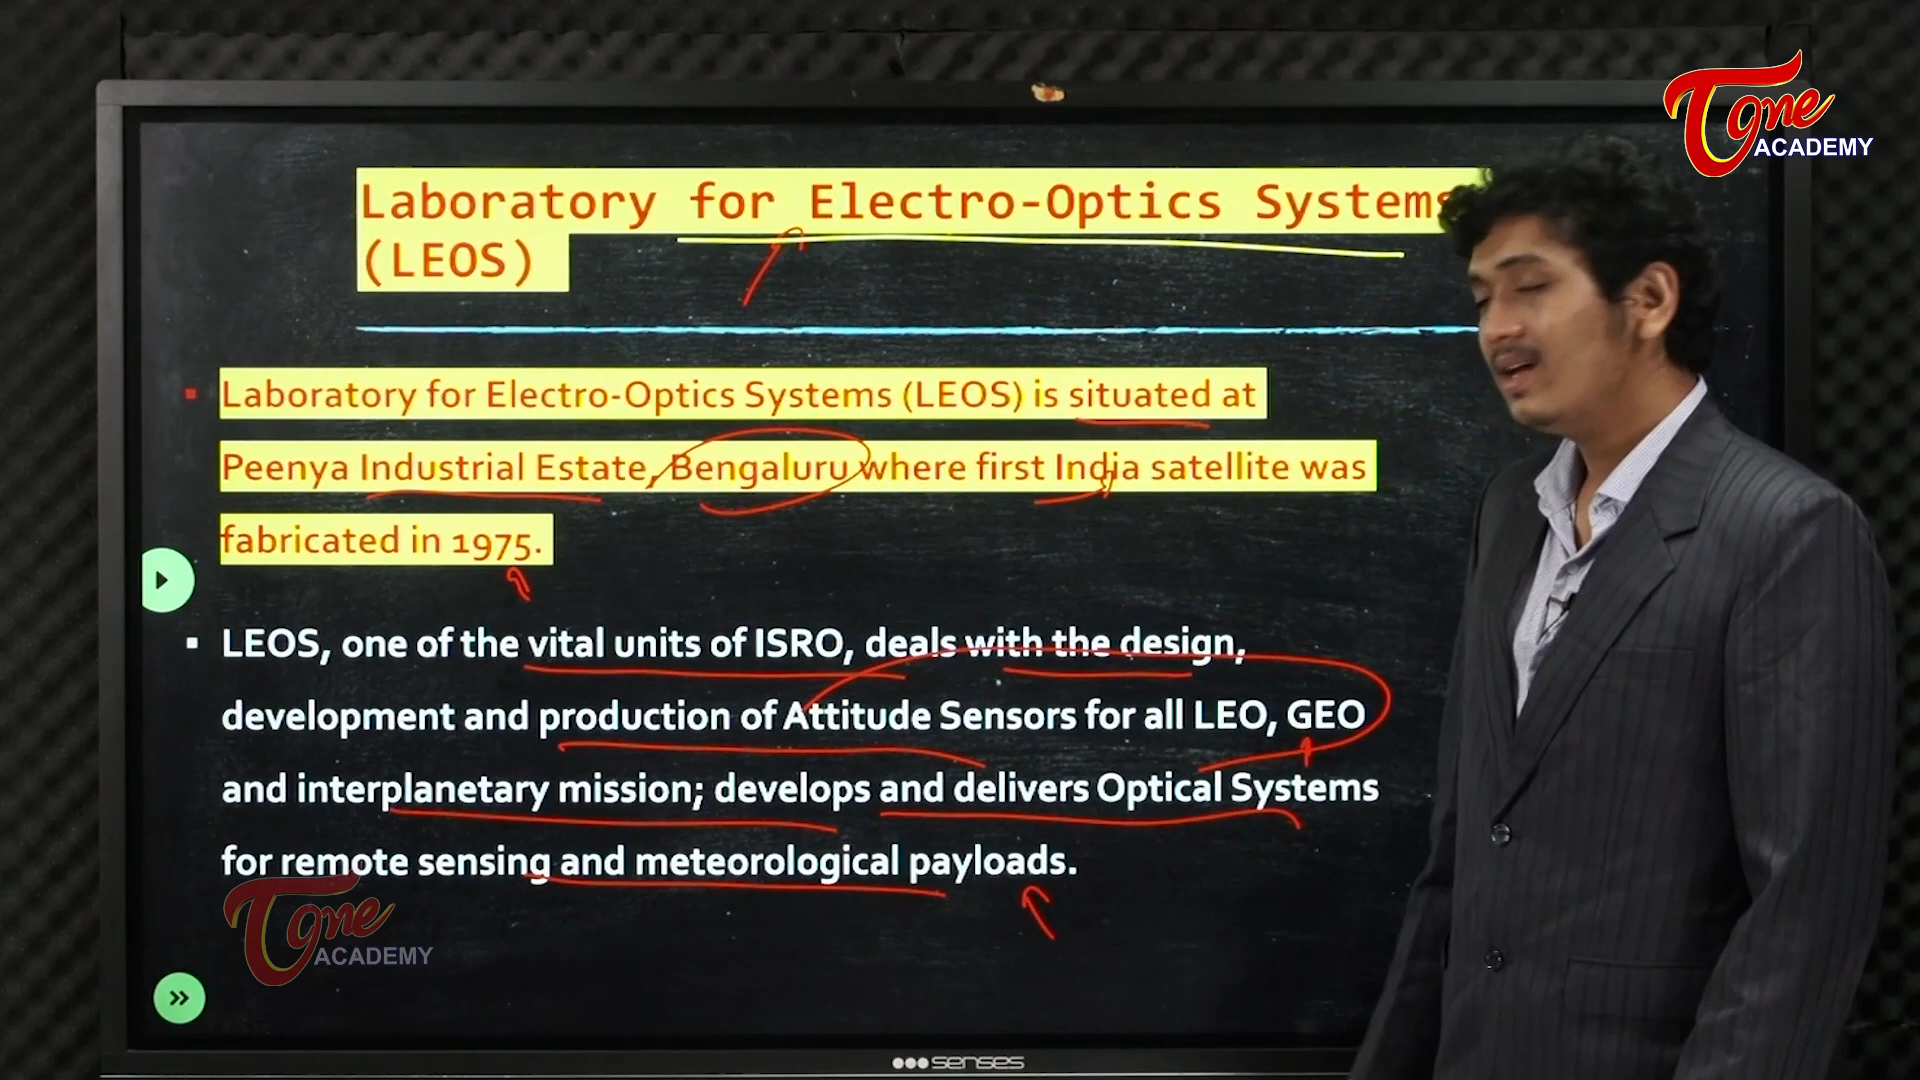 Tone
ACADEMY
Laboratory for Electro-Optics Systems
(LEOS)
Laboratory for Electro-Optics Systems (LEOS) is situated at
Peenya Industrial Estate, Bengaluru where first India satellite was
fabricated in 1975.
LEOS, one of the vital units of ISRO, deals with the design,
development and production of Attitude Sensors for all LEO, GEO
and interplanetary mission; develops and delivers Optical Systems
for remote sensing and meteorological payloads.
Tone
ACADEMY
senses